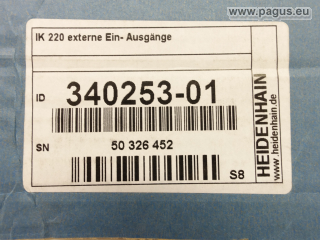 www.pagus.eu
IK 220 externe Ein- Ausgänge
ID 340253-01
SN 50 326 452
S8
HEIDENHAIN
www.heidenhain.de